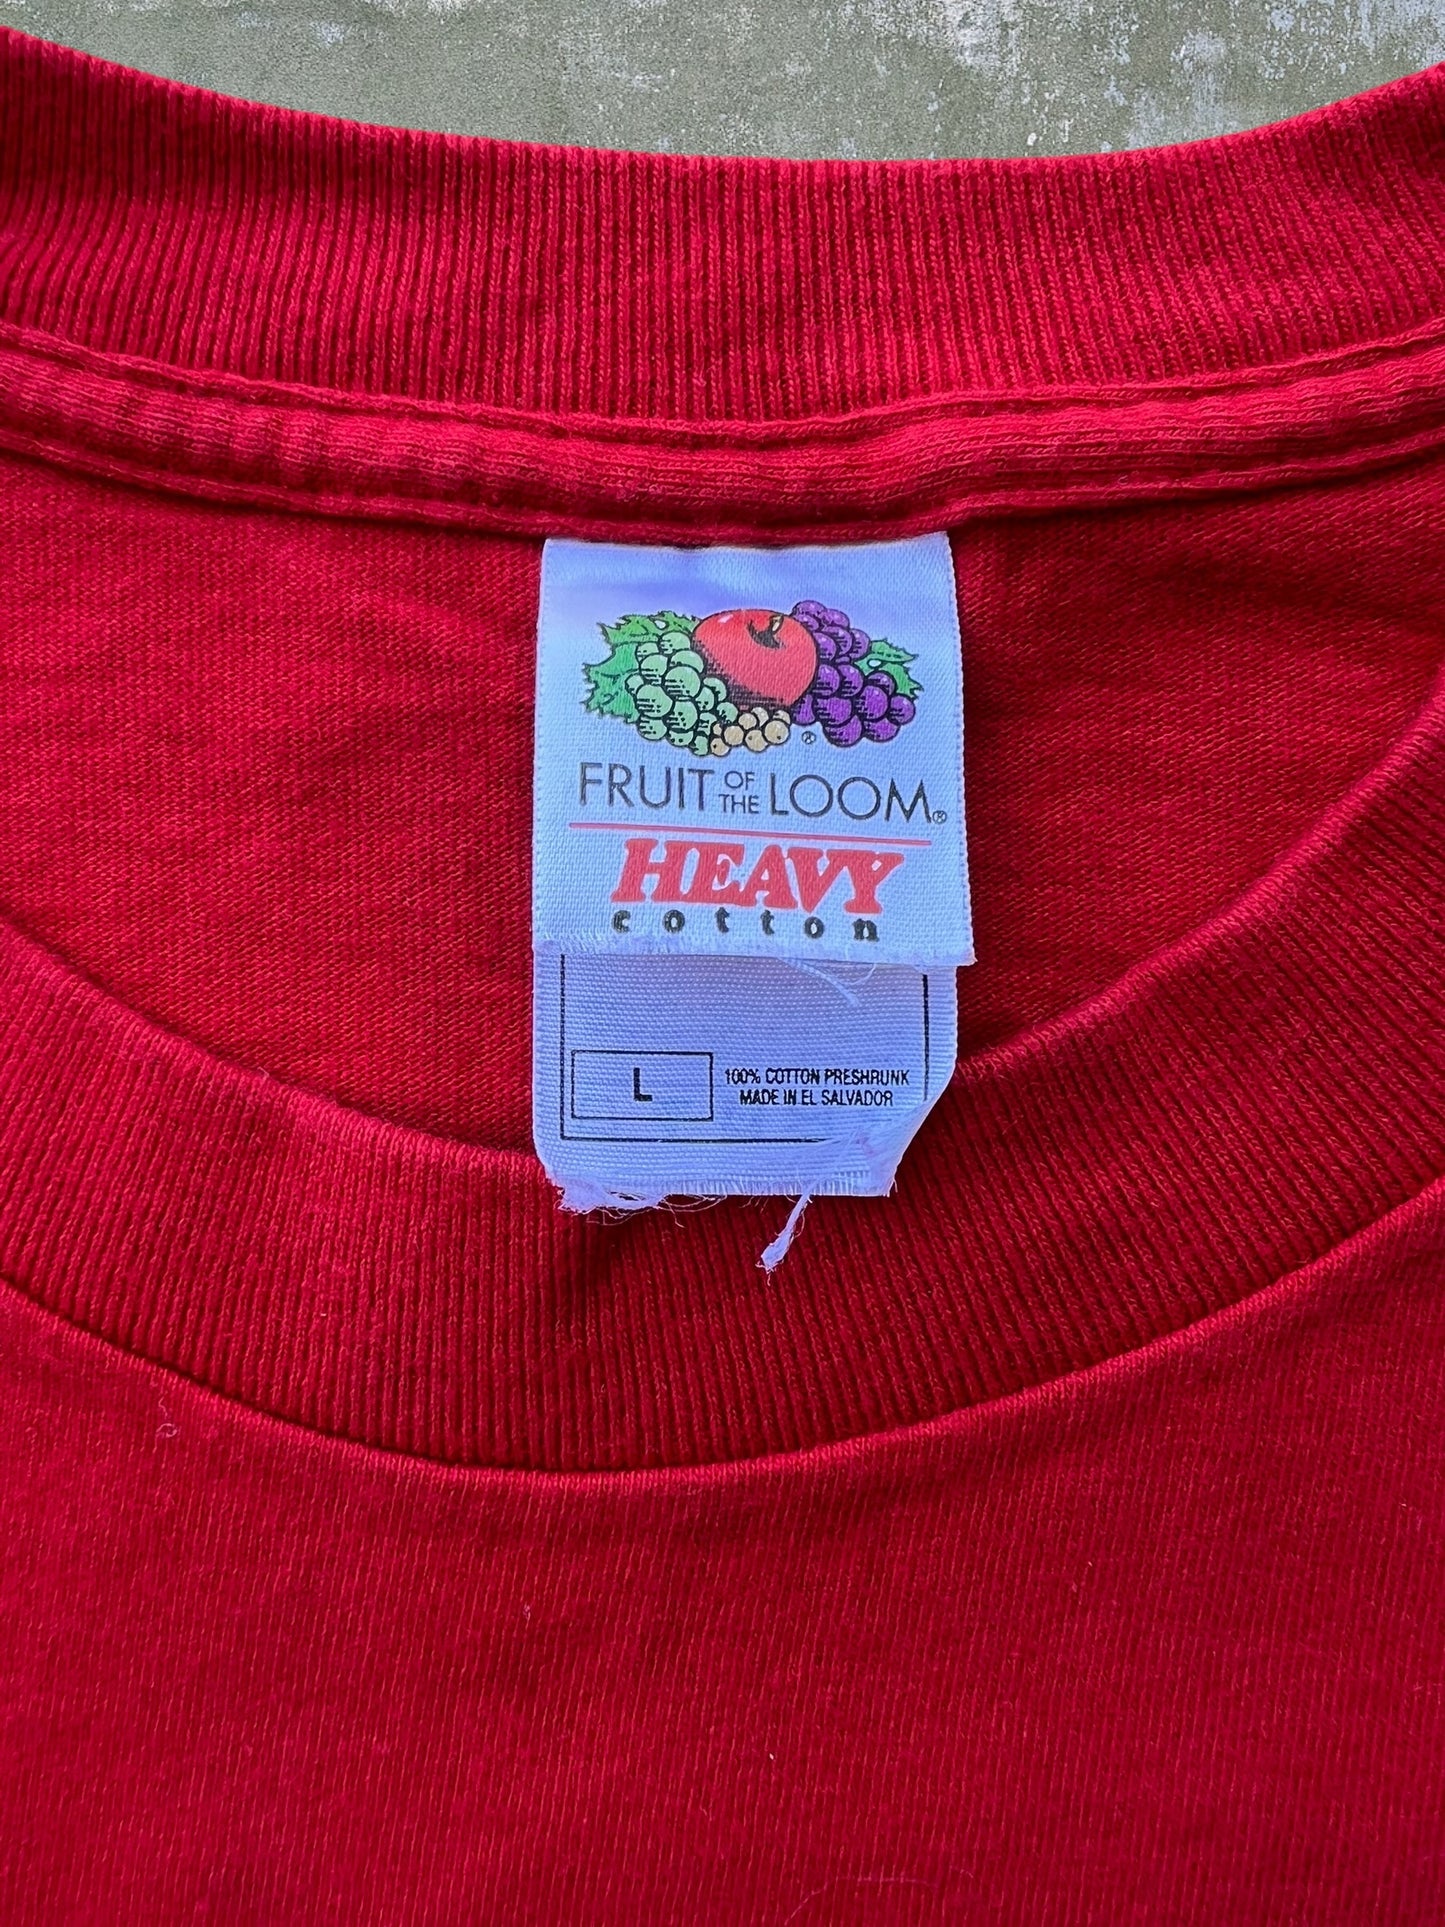 ®
FRUIT OF THE LOOM®
HEAVY
cotton
L
100% COTTON PRESHRUNK
MADE IN EL SALVADOR